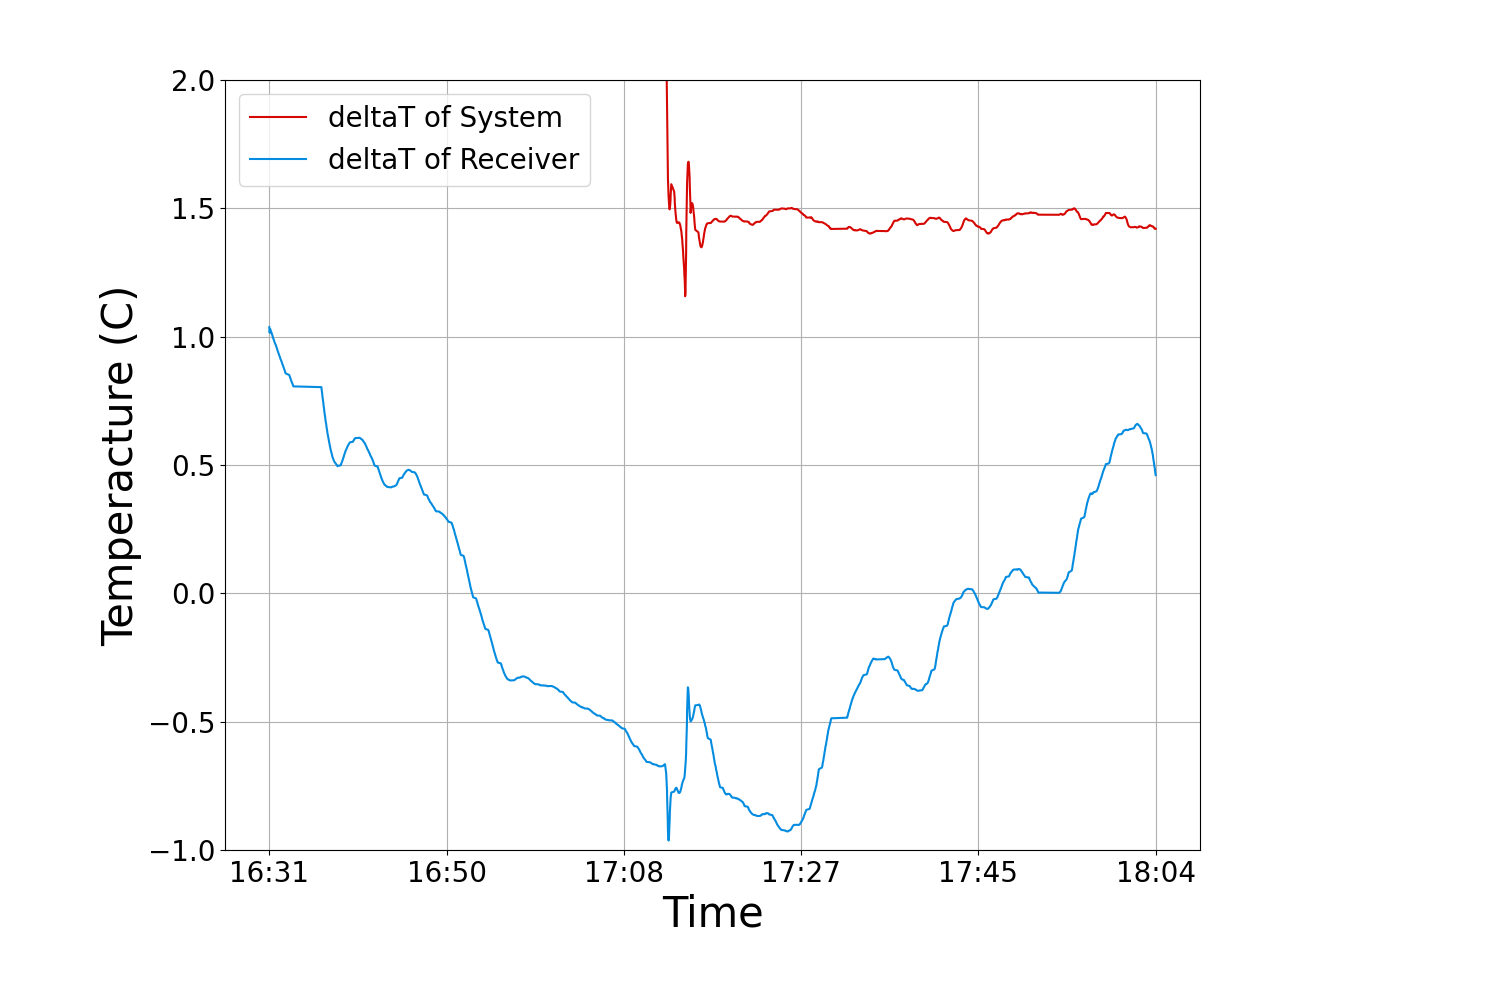 2.0
deltaT of System
deltaT of Receiver
1.5
1.0
0.5
0.0
−0.5
−1.0
Temperacture (C)
16:31 16:50 17:08 17:27 17:45 18:04
Time